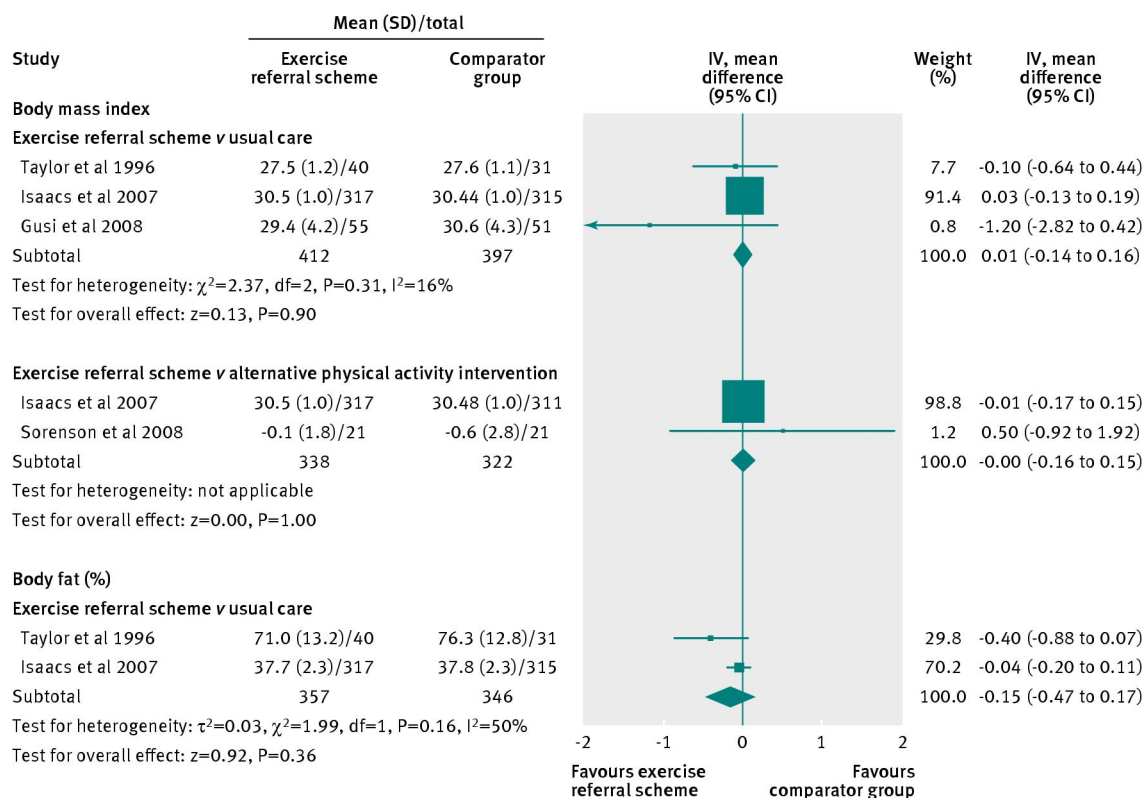 Mean (SD)/total
Study Exercise referral scheme Comparator group IV, mean difference (95% CI) Weight (%) IV, mean difference (95% CI)
Body mass index
Exercise referral scheme v usual care
Taylor et al 1996 27.5 (1.2)/40 27.6 (1.1)/31 7.7 -0.10 (-0.64 to 0.44)
Isaacs et al 2007 30.5 (1.0)/317 30.44 (1.0)/315 91.4 0.03 (-0.13 to 0.19)
Gusi et al 2008 29.4 (4.2)/55 30.6 (4.3)/51 0.8 -1.20 (-2.82 to 0.42)
Subtotal 412 397 100.0 0.01 (-0.14 to 0.16)
Test for heterogeneity: χ²=2.37, df=2, P=0.31, I²=16%
Test for overall effect: z=0.13, P=0.90
Exercise referral scheme v alternative physical activity intervention
Isaacs et al 2007 30.5 (1.0)/317 30.48 (1.0)/311 98.8 -0.01 (-0.17 to 0.15)
Sorenson et al 2008 -0.1 (1.8)/21 -0.6 (2.8)/21 1.2 0.50 (-0.92 to 1.92)
Subtotal 338 322 100.0 -0.00 (-0.16 to 0.15)
Test for heterogeneity: not applicable
Test for overall effect: z=0.00, P=1.00
Body fat (%)
Exercise referral scheme v usual care
Taylor et al 1996 71.0 (13.2)/40 76.3 (12.8)/31 29.8 -0.40 (-0.88 to 0.07)
Isaacs et al 2007 37.7 (2.3)/317 37.8 (2.3)/315 70.2 -0.04 (-0.20 to 0.11)
Subtotal 357 346 100.0 -0.15 (-0.47 to 0.17)
Test for heterogeneity: τ²=0.03, χ²=1.99, df=1, P=0.16, I²=50%
Test for overall effect: z=0.92, P=0.36
-2 -1 0 1 2
Favours exercise referral scheme
Favours comparator group